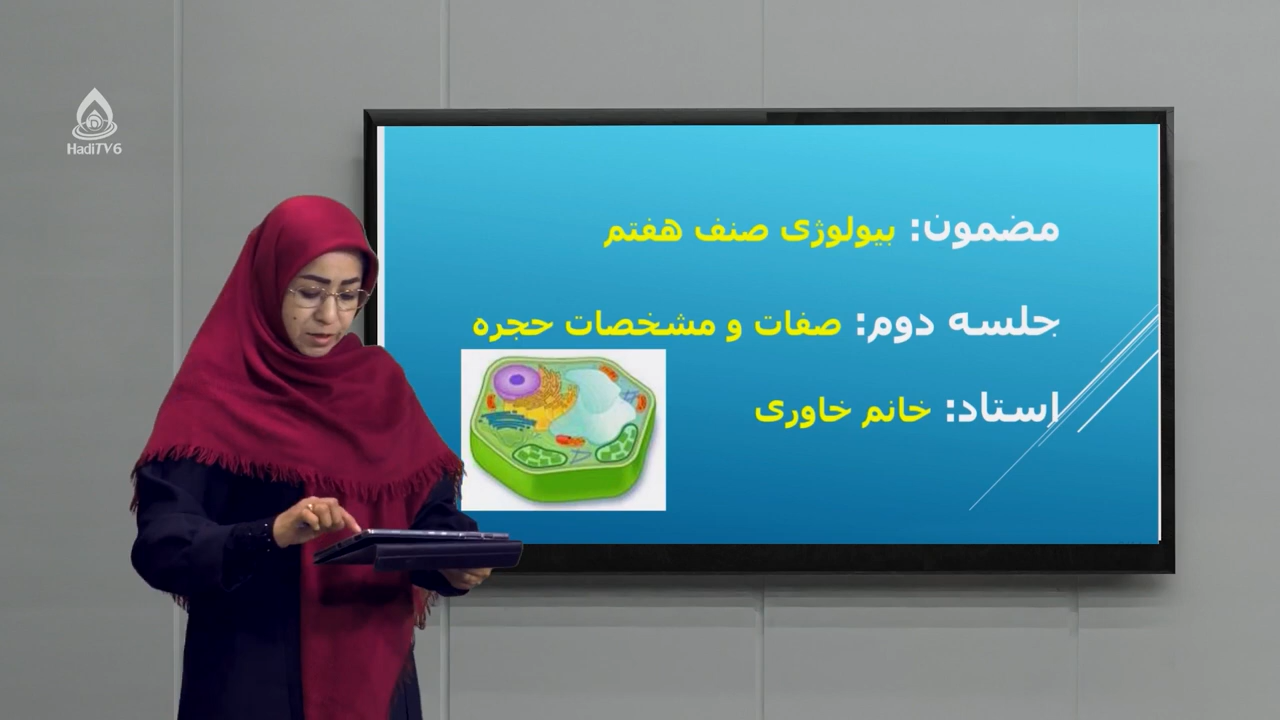 HadiTV6
مضمون: بیولوژی صنف هفتم
جلسه دوم: صفات و مشخصات حجره
استاد: خانم خاوری